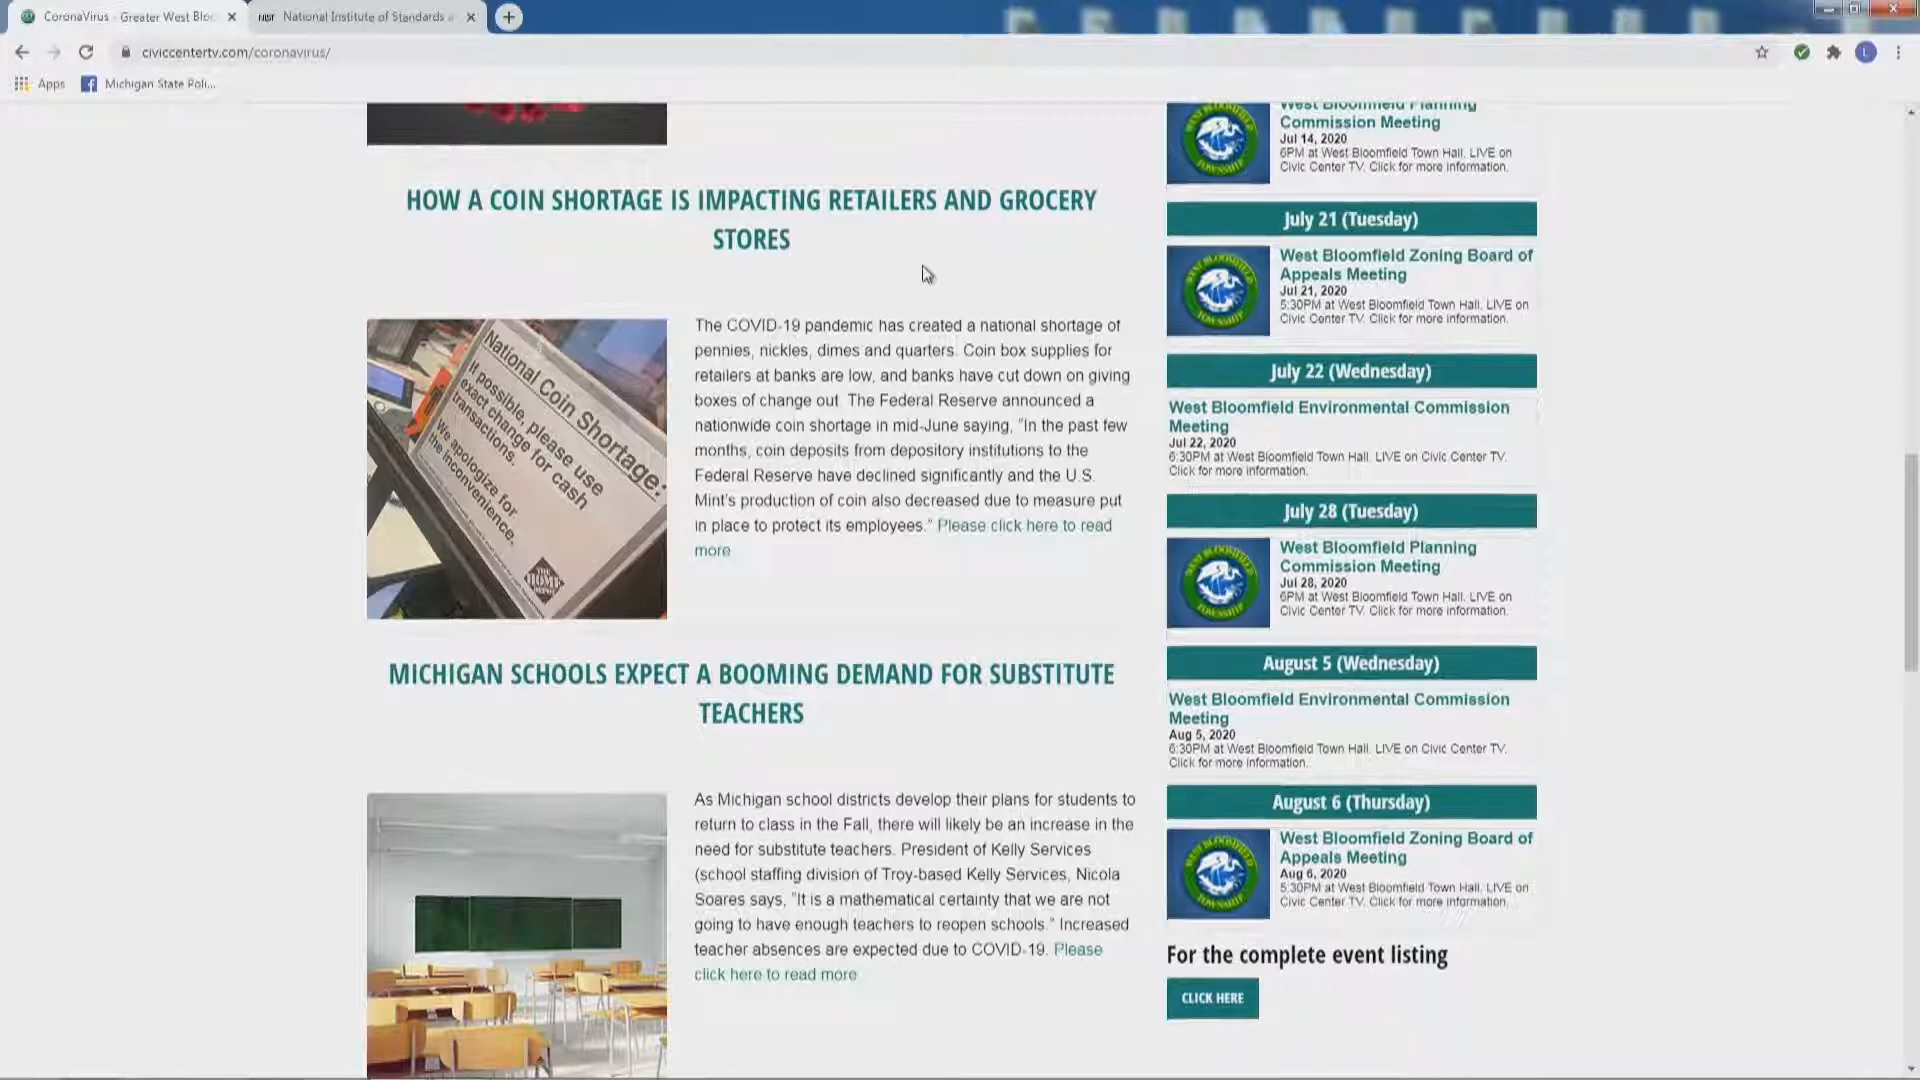 CoronaVirus - Greater West Bloo
NIST National Institute of Standards a
civiccentertv.com/coronavirus/
L
Apps
Michigan State Poli...
HOW A COIN SHORTAGE IS IMPACTING RETAILERS AND GROCERY
STORES
National Coin Shortage:
If possible, please use
exact change for cash
transactions.
We apologize for
the inconvenience.
THE
HOME
DEPOT
The COVID-19 pandemic has created a national shortage of
pennies, nickles, dimes and quarters. Coin box supplies for
retailers at banks are low, and banks have cut down on giving
boxes of change out. The Federal Reserve announced a
nationwide coin shortage in mid-June saying, "In the past few
months, coin deposits from depository institutions to the
Federal Reserve have declined significantly and the U.S.
Mint's production of coin also decreased due to measure put
in place to protect its employees." Please click here to read
more
MICHIGAN SCHOOLS EXPECT A BOOMING DEMAND FOR SUBSTITUTE
TEACHERS
As Michigan school districts develop their plans for students to
return to class in the Fall, there will likely be an increase in the
need for substitute teachers. President of Kelly Services
(school staffing division of Troy-based Kelly Services, Nicola
Soares says, "It is a mathematical certainty that we are not
going to have enough teachers to reopen schools." Increased
teacher absences are expected due to COVID-19. Please
click here to read more
West Bloomfield Planning
Commission Meeting
Jul 14, 2020
6PM at West Bloomfield Town Hall. LIVE on
Civic Center TV. Click for more information.
July 21 (Tuesday)
WEST BLOOMFIELD
TOWNSHIP
West Bloomfield Zoning Board of
Appeals Meeting
Jul 21, 2020
5:30PM at West Bloomfield Town Hall. LIVE on
Civic Center TV. Click for more information.
July 22 (Wednesday)
West Bloomfield Environmental Commission
Meeting
Jul 22, 2020
6:30PM at West Bloomfield Town Hall. LIVE on Civic Center TV.
Click for more information.
July 28 (Tuesday)
WEST BLOOMFIELD
TOWNSHIP
West Bloomfield Planning
Commission Meeting
Jul 28, 2020
6PM at West Bloomfield Town Hall. LIVE on
Civic Center TV. Click for more information.
August 5 (Wednesday)
West Bloomfield Environmental Commission
Meeting
Aug 5, 2020
6:30PM at West Bloomfield Town Hall. LIVE on Civic Center TV.
Click for more information.
August 6 (Thursday)
WEST BLOOMFIELD
TOWNSHIP
West Bloomfield Zoning Board of
Appeals Meeting
Aug 6, 2020
5:30PM at West Bloomfield Town Hall. LIVE on
Civic Center TV. Click for more information.
For the complete event listing
CLICK HERE